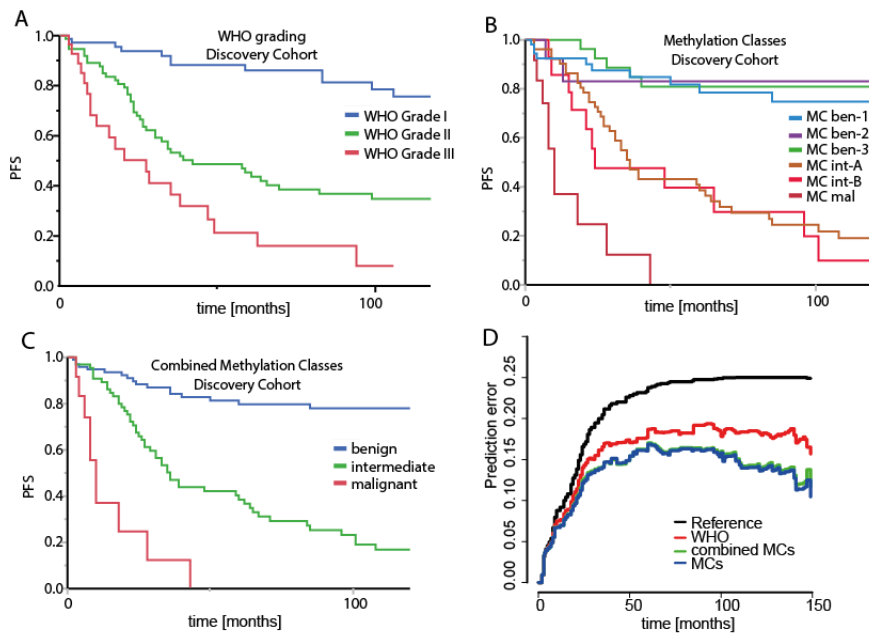 A
WHO grading
Discovery Cohort
WHO Grade I
WHO Grade II
WHO Grade III
PFS
1.0
0.8
0.6
0.4
0.2
0.0
0
100
time [months]
B
Methylation Classes
Discovery Cohort
MC ben-1
MC ben-2
MC ben-3
MC int-A
MC int-B
MC mal
PFS
1.0
0.8
0.6
0.4
0.2
0.0
0
100
time [months]
C
Combined Methylation Classes
Discovery Cohort
benign
intermediate
malignant
PFS
1.0
0.8
0.6
0.4
0.2
0.0
0
100
time [months]
D
Prediction error
0.25
0.20
0.15
0.10
0.05
0.00
Reference
WHO
combined MCs
MCs
0
50
100
150
time [months]